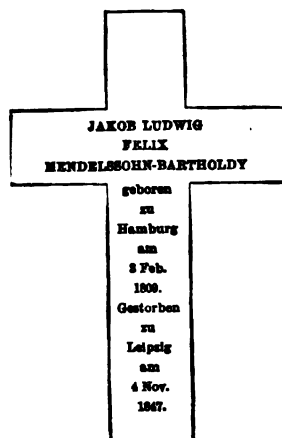 JAKOB LUDWIG
FELIX
MENDELSSOHN-BARTHOLDY
geboren
zu
Hamburg
am
3 Feb.
1809.
Gestorben
zu
Leipzig
am
4 Nov.
1847.